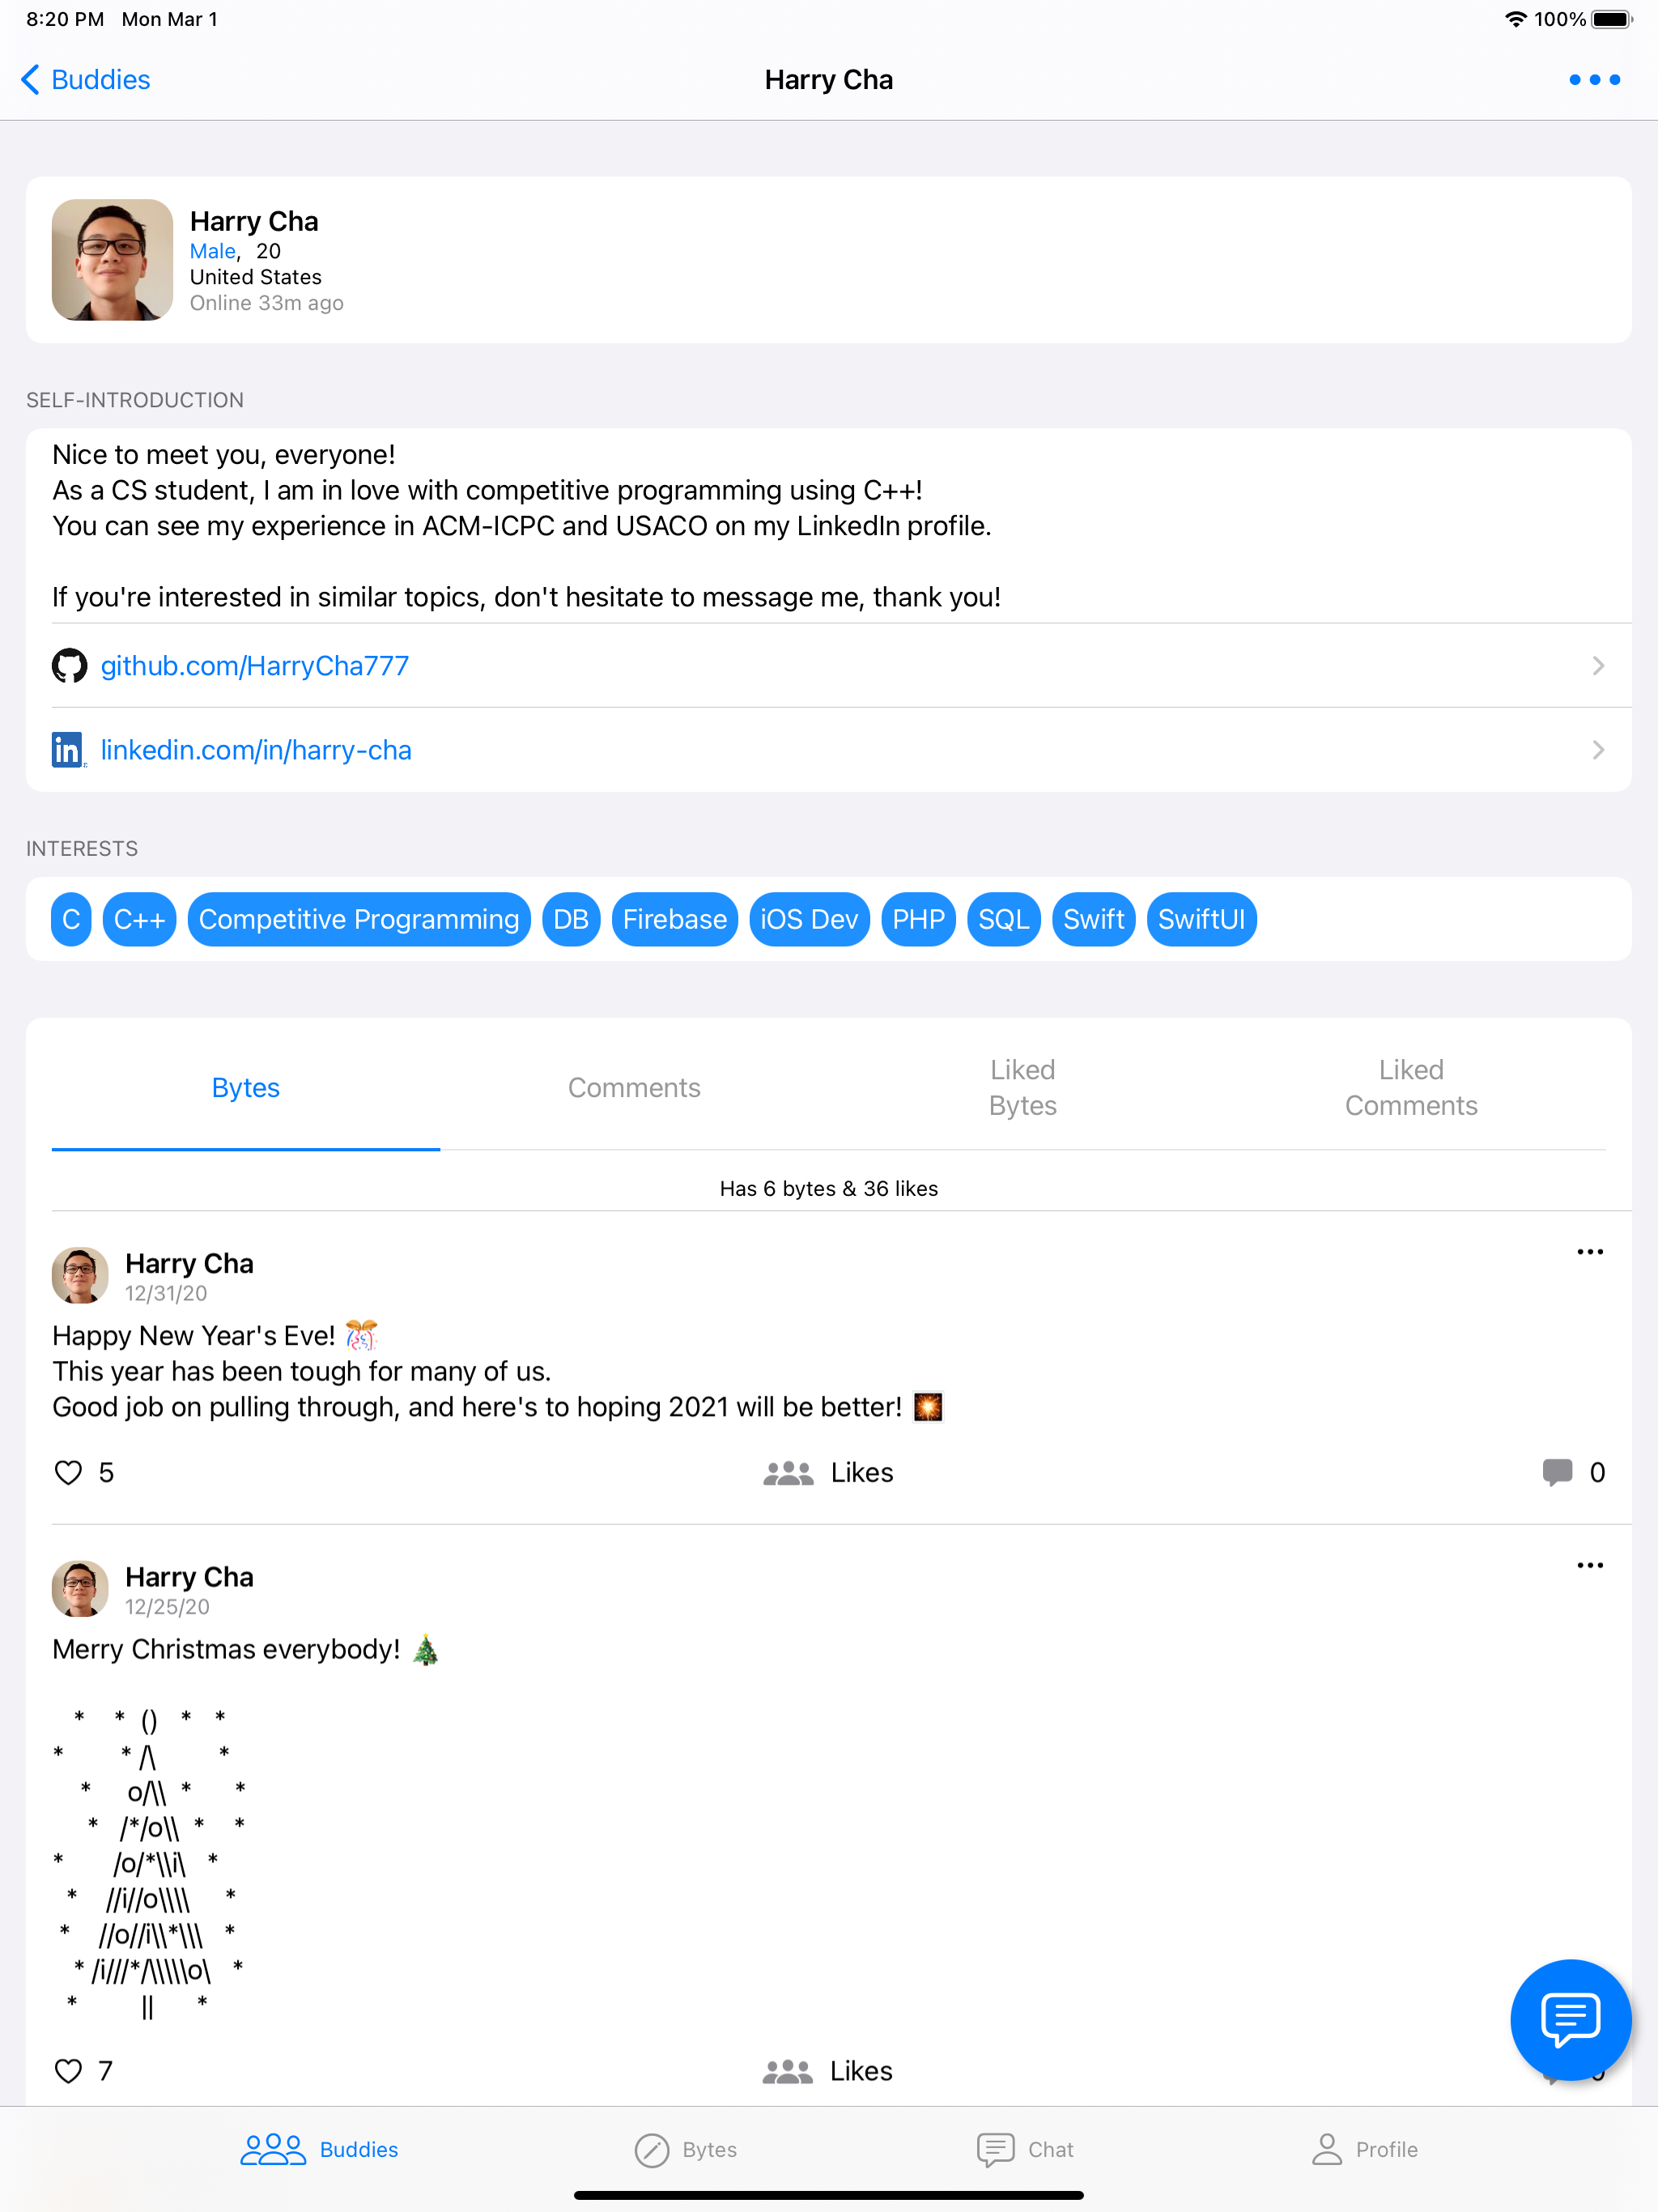 8:20 PM Mon Mar 1
100%
Buddies
Harry Cha
Harry Cha
Male, 20
United States
Online 33m ago
SELF-INTRODUCTION
Nice to meet you, everyone!
As a CS student, I am in love with competitive programming using C++!
You can see my experience in ACM-ICPC and USACO on my LinkedIn profile.
If you're interested in similar topics, don't hesitate to message me, thank you!
github.com/HarryCha777
in linkedin.com/in/harry-cha
INTERESTS
C C++ Competitive Programming DB Firebase iOS Dev PHP SQL Swift SwiftUI
Bytes Comments Liked Bytes Liked Comments
Has 6 bytes & 36 likes
Harry Cha
12/31/20
Happy New Year's Eve! 🎊
This year has been tough for many of us.
Good job on pulling through, and here's to hoping 2021 will be better! 🎇
5 Likes 0
Harry Cha
12/25/20
Merry Christmas everybody! 🎄
* * () * *
* * /\ *
* o/\\ * *
* /*/o\\ * *
* /o/*\\i\ *
* //i//o\\\\ *
* //o//i\\*\\\ *
* /i///*/\\\\\o\ *
* || *
7 Likes
Buddies Bytes Chat Profile